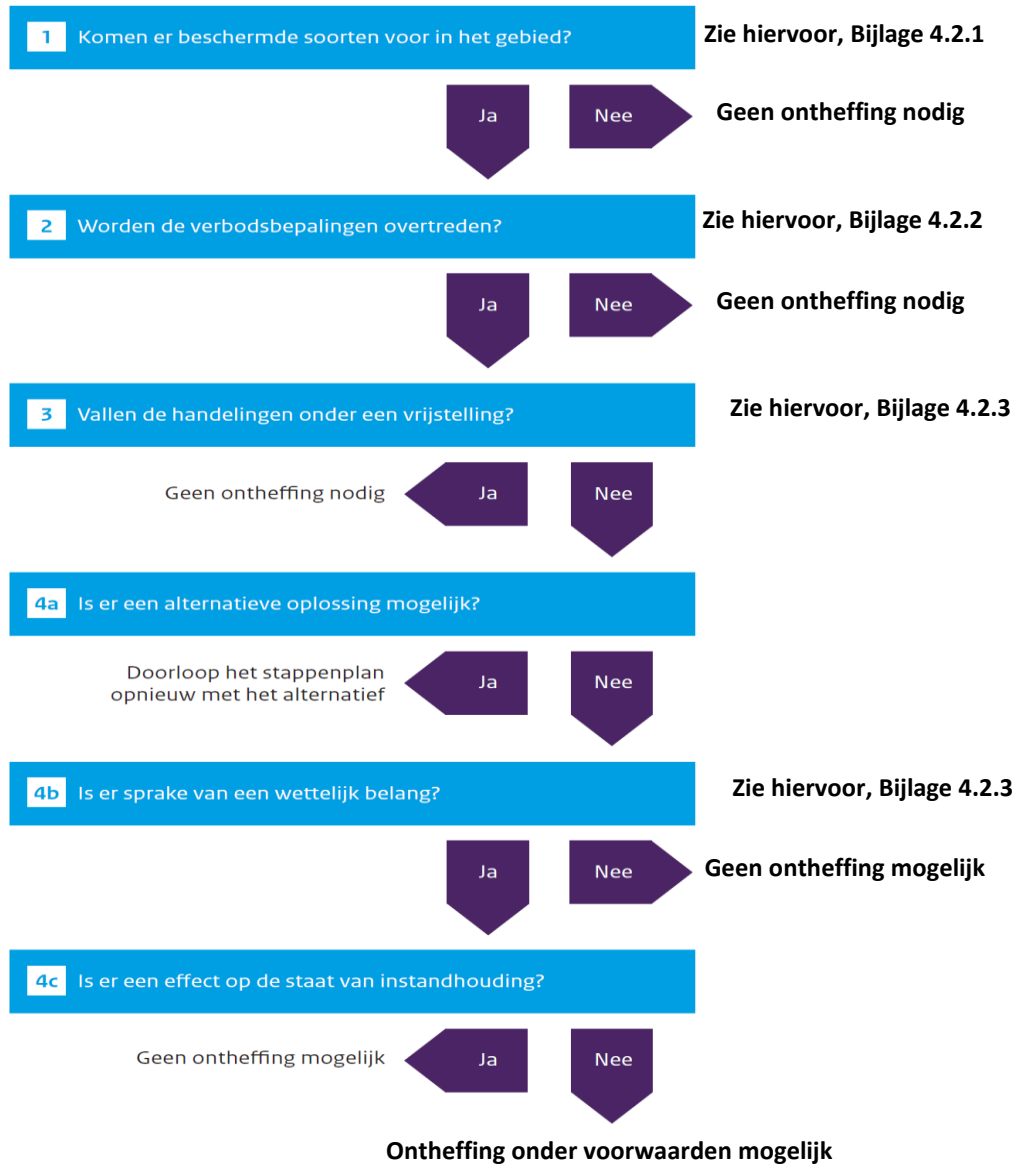 1 Komen er beschermde soorten voor in het gebied? Zie hiervoor, Bijlage 4.2.1
Ja Nee Geen ontheffing nodig
2 Worden de verbodsbepalingen overtreden? Zie hiervoor, Bijlage 4.2.2
Ja Nee Geen ontheffing nodig
3 Vallen de handelingen onder een vrijstelling? Zie hiervoor, Bijlage 4.2.3
Geen ontheffing nodig Ja Nee
4a Is er een alternatieve oplossing mogelijk?
Doorloop het stappenplan
opnieuw met het alternatief Ja Nee
4b Is er sprake van een wettelijk belang? Zie hiervoor, Bijlage 4.2.3
Ja Nee Geen ontheffing mogelijk
4c Is er een effect op de staat van instandhouding?
Geen ontheffing mogelijk Ja Nee
Ontheffing onder voorwaarden mogelijk